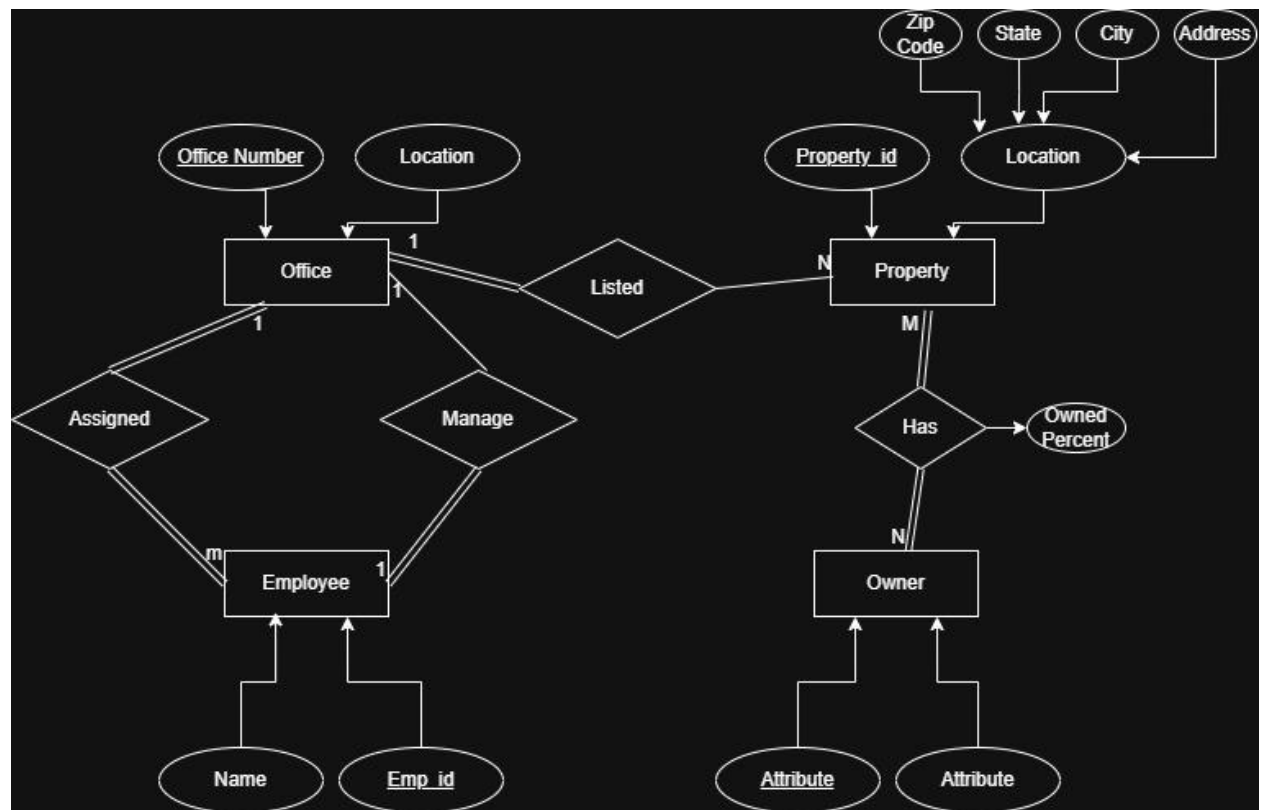 Zip
Code
State
City
Address
Office Number
Location
Property_id
Location
1
Office
1
Listed
N
Property
1
M
Assigned
Manage
Has
Owned
Percent
m
Employee
1
N
Owner
Name
Emp_id
Attribute
Attribute